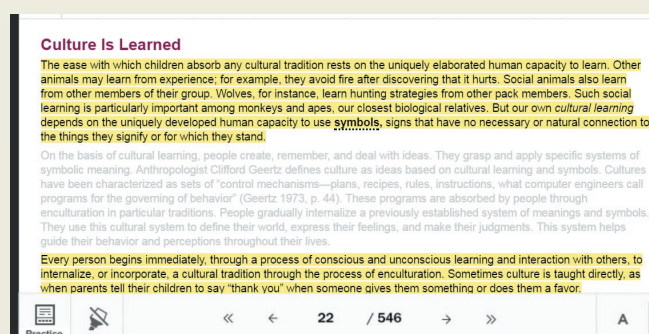 Culture Is Learned
The ease with which children absorb any cultural tradition rests on the uniquely elaborated human capacity to learn. Other
animals may learn from experience; for example, they avoid fire after discovering that it hurts. Social animals also learn
from other members of their group. Wolves, for instance, learn hunting strategies from other pack members. Such social
learning is particularly important among monkeys and apes, our closest biological relatives. But our own cultural learning
depends on the uniquely developed human capacity to use symbols, signs that have no necessary or natural connection to
the things they signify or for which they stand.
On the basis of cultural learning, people create, remember, and deal with ideas. They grasp and apply specific systems of
symbolic meaning. Anthropologist Clifford Geertz defines culture as ideas based on cultural learning and symbols. Cultures
have been characterized as sets of “control mechanisms—plans, recipes, rules, instructions, what computer engineers call
programs for the governing of behavior” (Geertz 1973, p. 44). These programs are absorbed by people through
enculturation in particular traditions. People gradually internalize a previously established system of meanings and symbols.
They use this cultural system to define their world, express their feelings, and make their judgments. This system helps
guide their behavior and perceptions throughout their lives.
Every person begins immediately, through a process of conscious and unconscious learning and interaction with others, to
internalize, or incorporate, a cultural tradition through the process of enculturation. Sometimes culture is taught directly, as
when parents tell their children to say “thank you” when someone gives them something or does them a favor.
« ← 22 / 546 → » A
Practice